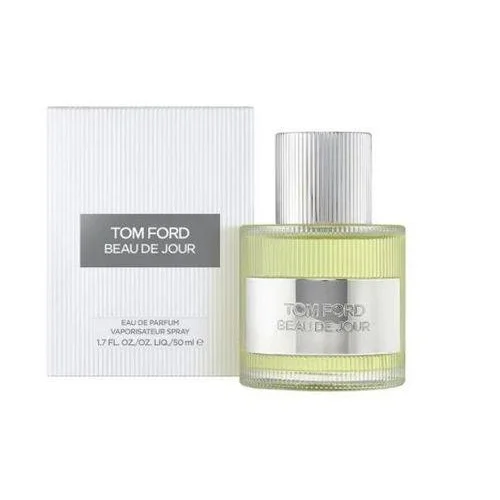 TOM FORD
BEAU DE JOUR
EAU DE PARFUM
VAPORISATEUR SPRAY
1.7 FL. OZ./OZ. LIQ./50 ml ℮
TOM FORD
BEAU DE JOUR